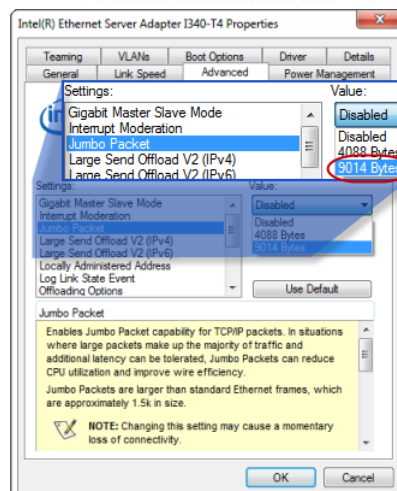 Intel(R) Ethernet Server Adapter I340-T4 Properties
Teaming VLANs Boot Options Driver Details
General Link Speed Advanced Power Management
Settings: Value:
Gigabit Master Slave Mode Disabled
Interrupt Moderation Disabled
Jumbo Packet 4088 Bytes
Large Send Offload V2 (IPv4) 9014 Bytes
Large Send Offload V2 (IPv6)
Settings: Value:
Gigabit Master Slave Mode Disabled
Interrupt Moderation Disabled
Jumbo Packet 4088 Bytes
Large Send Offload V2 (IPv4) 9014 Bytes
Large Send Offload V2 (IPv6)
Locally Administered Address
Log Link State Event
Offloading Options Use Default
Jumbo Packet
Enables Jumbo Packet capability for TCP/IP packets. In situations
where large packets make up the majority of traffic and
additional latency can be tolerated, Jumbo Packets can reduce
CPU utilization and improve wire efficiency.
Jumbo Packets are larger than standard Ethernet frames, which
are approximately 1.5k in size.
NOTE: Changing this setting may cause a momentary
loss of connectivity.
OK Cancel